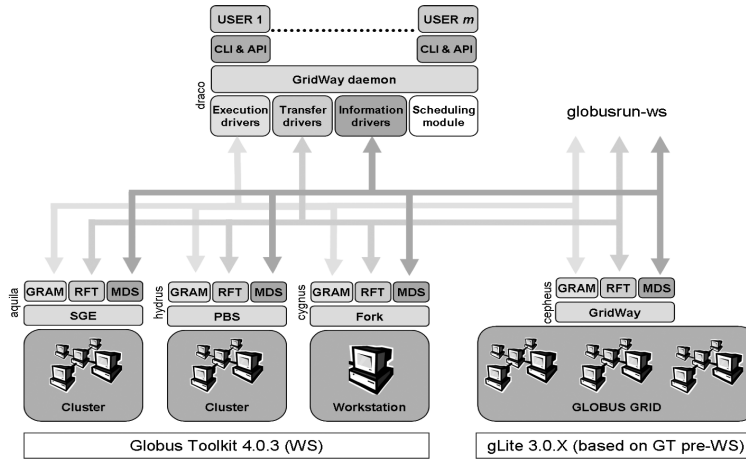 USER 1 USER m
CLI & API CLI & API
GridWay daemon
draco
Execution drivers Transfer drivers Information drivers Scheduling module
globusrun-ws
aquila
GRAM RFT MDS
SGE
Cluster
hydrus
GRAM RFT MDS
PBS
Cluster
cygnus
GRAM RFT MDS
Fork
Workstation
cepheus
GRAM RFT MDS
GridWay
GLOBUS GRID
Globus Toolkit 4.0.3 (WS)
gLite 3.0.X (based on GT pre-WS)